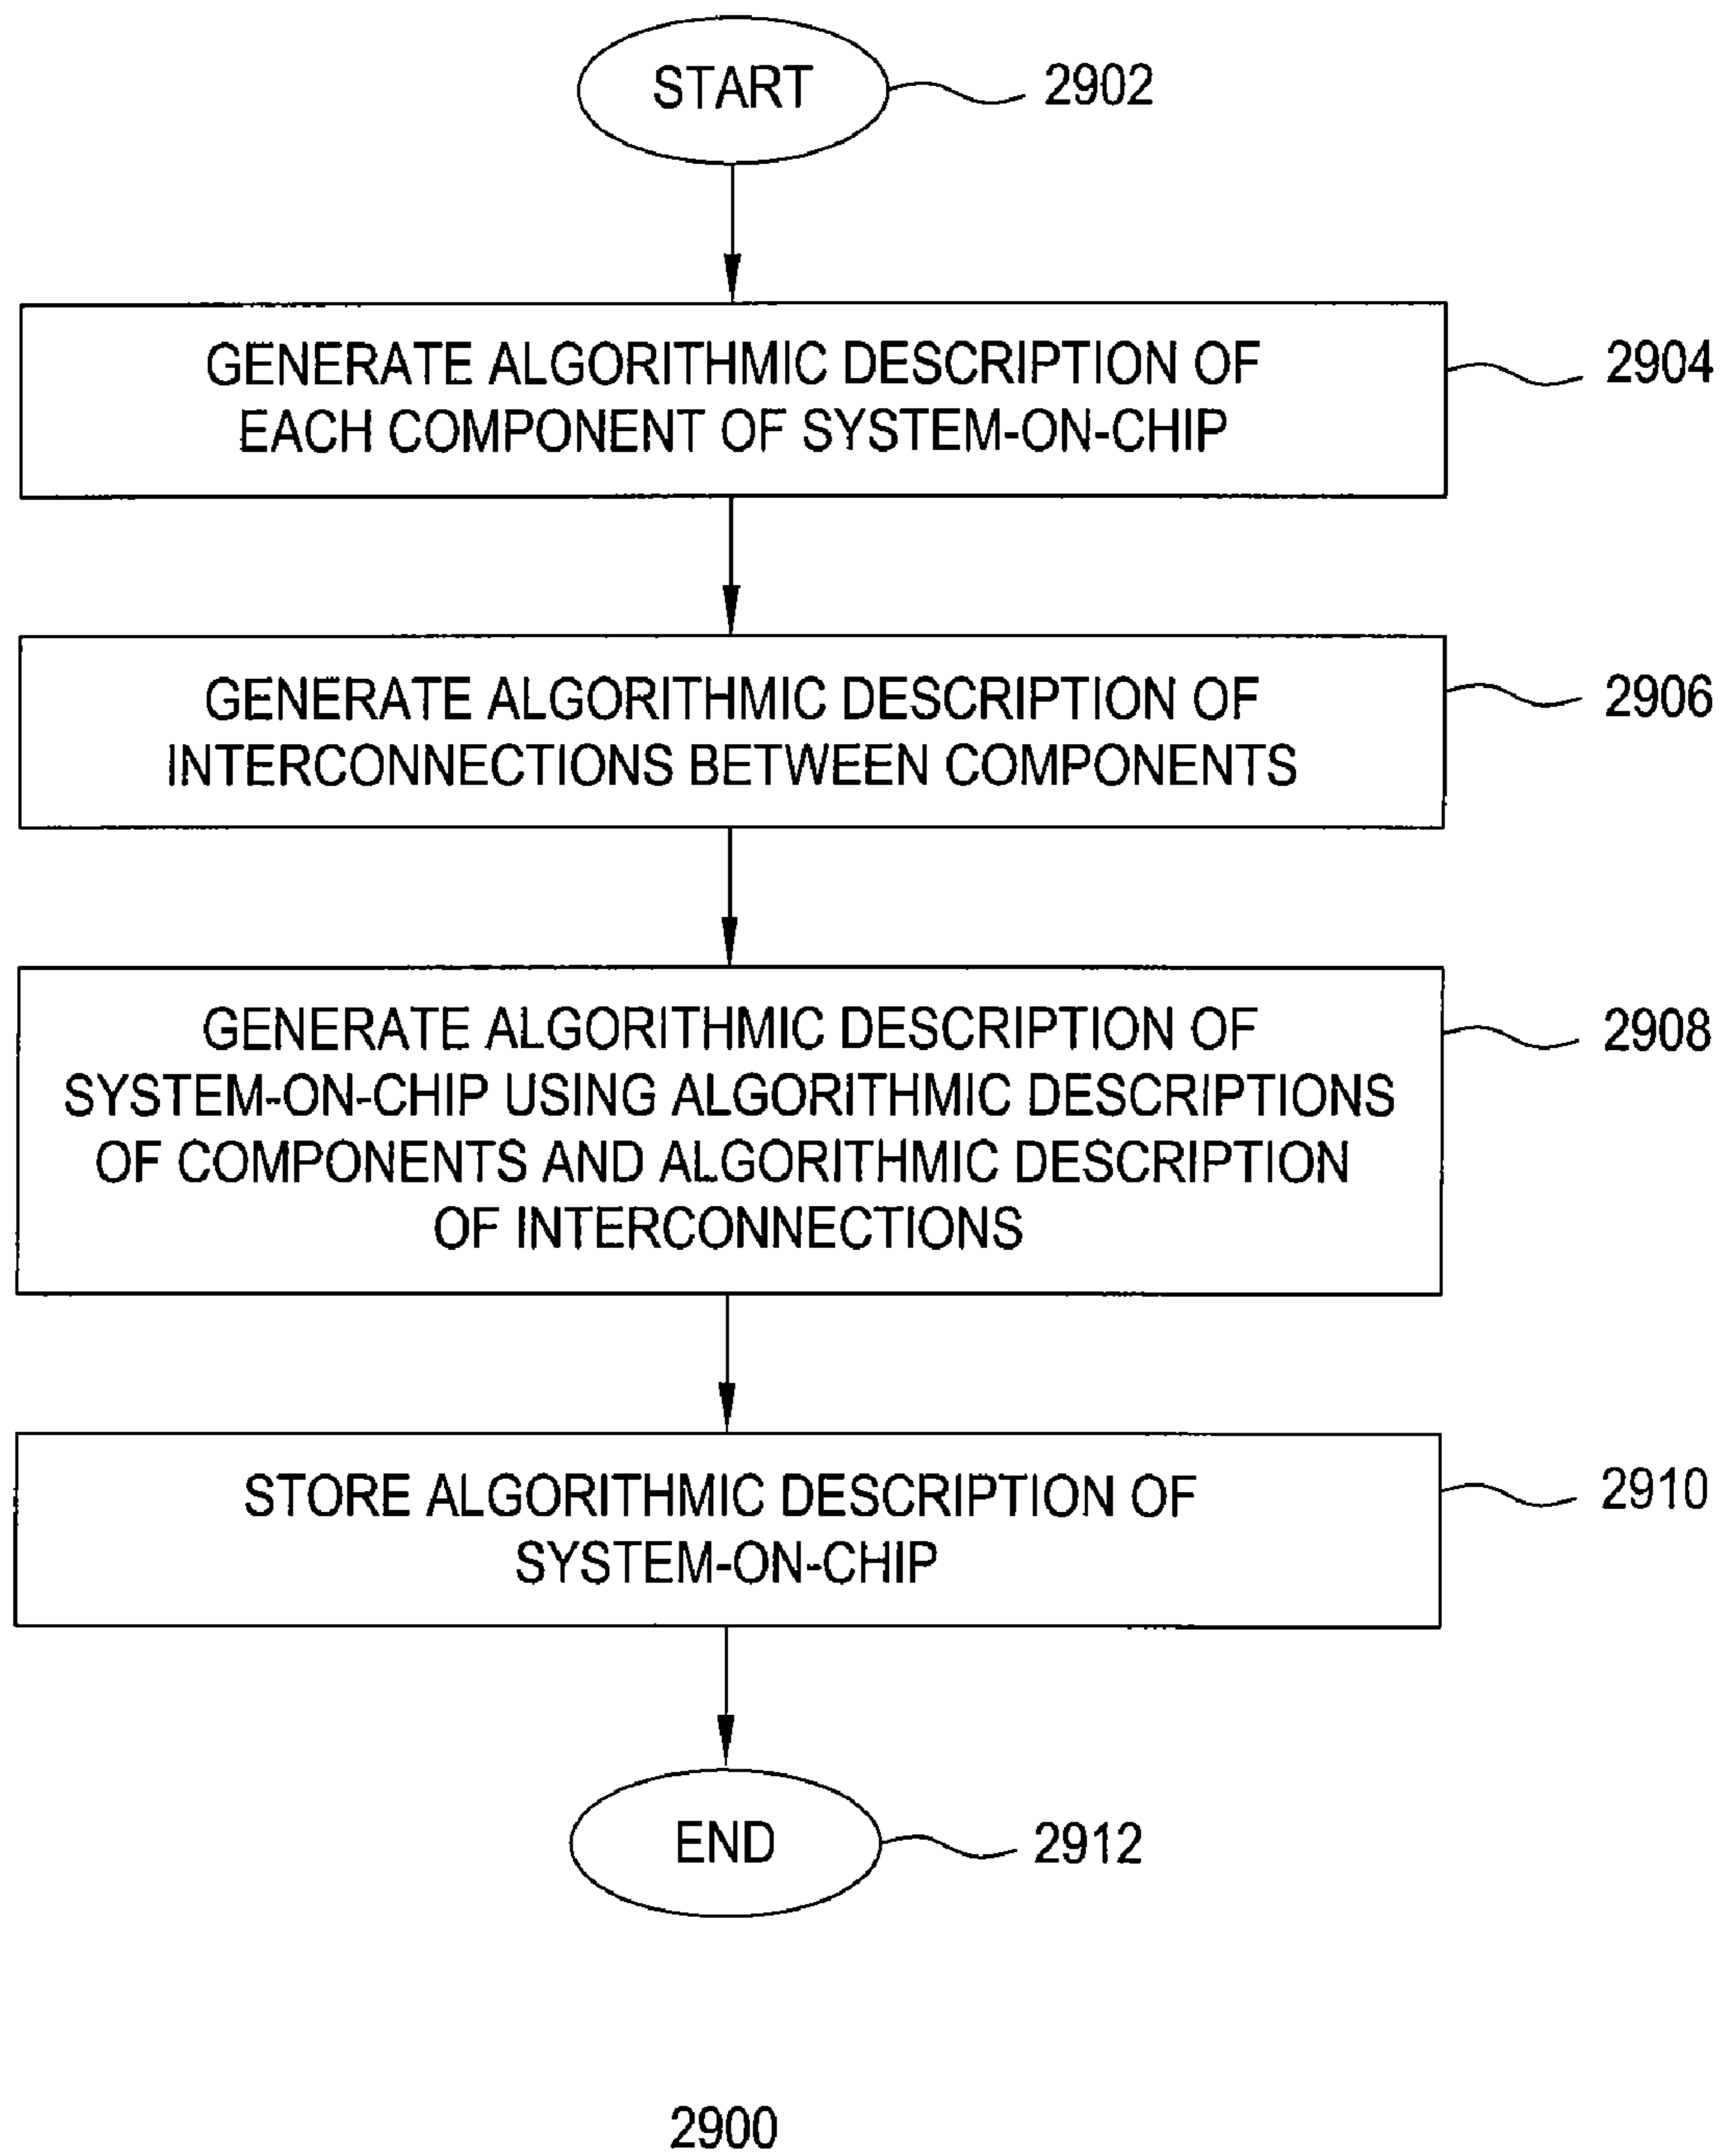 START
2902
GENERATE ALGORITHMIC DESCRIPTION OF
EACH COMPONENT OF SYSTEM-ON-CHIP
2904
GENERATE ALGORITHMIC DESCRIPTION OF
INTERCONNECTIONS BETWEEN COMPONENTS
2906
GENERATE ALGORITHMIC DESCRIPTION OF
SYSTEM-ON-CHIP USING ALGORITHMIC DESCRIPTIONS
OF COMPONENTS AND ALGORITHMIC DESCRIPTION
OF INTERCONNECTIONS
2908
STORE ALGORITHMIC DESCRIPTION OF
SYSTEM-ON-CHIP
2910
END
2912
2900